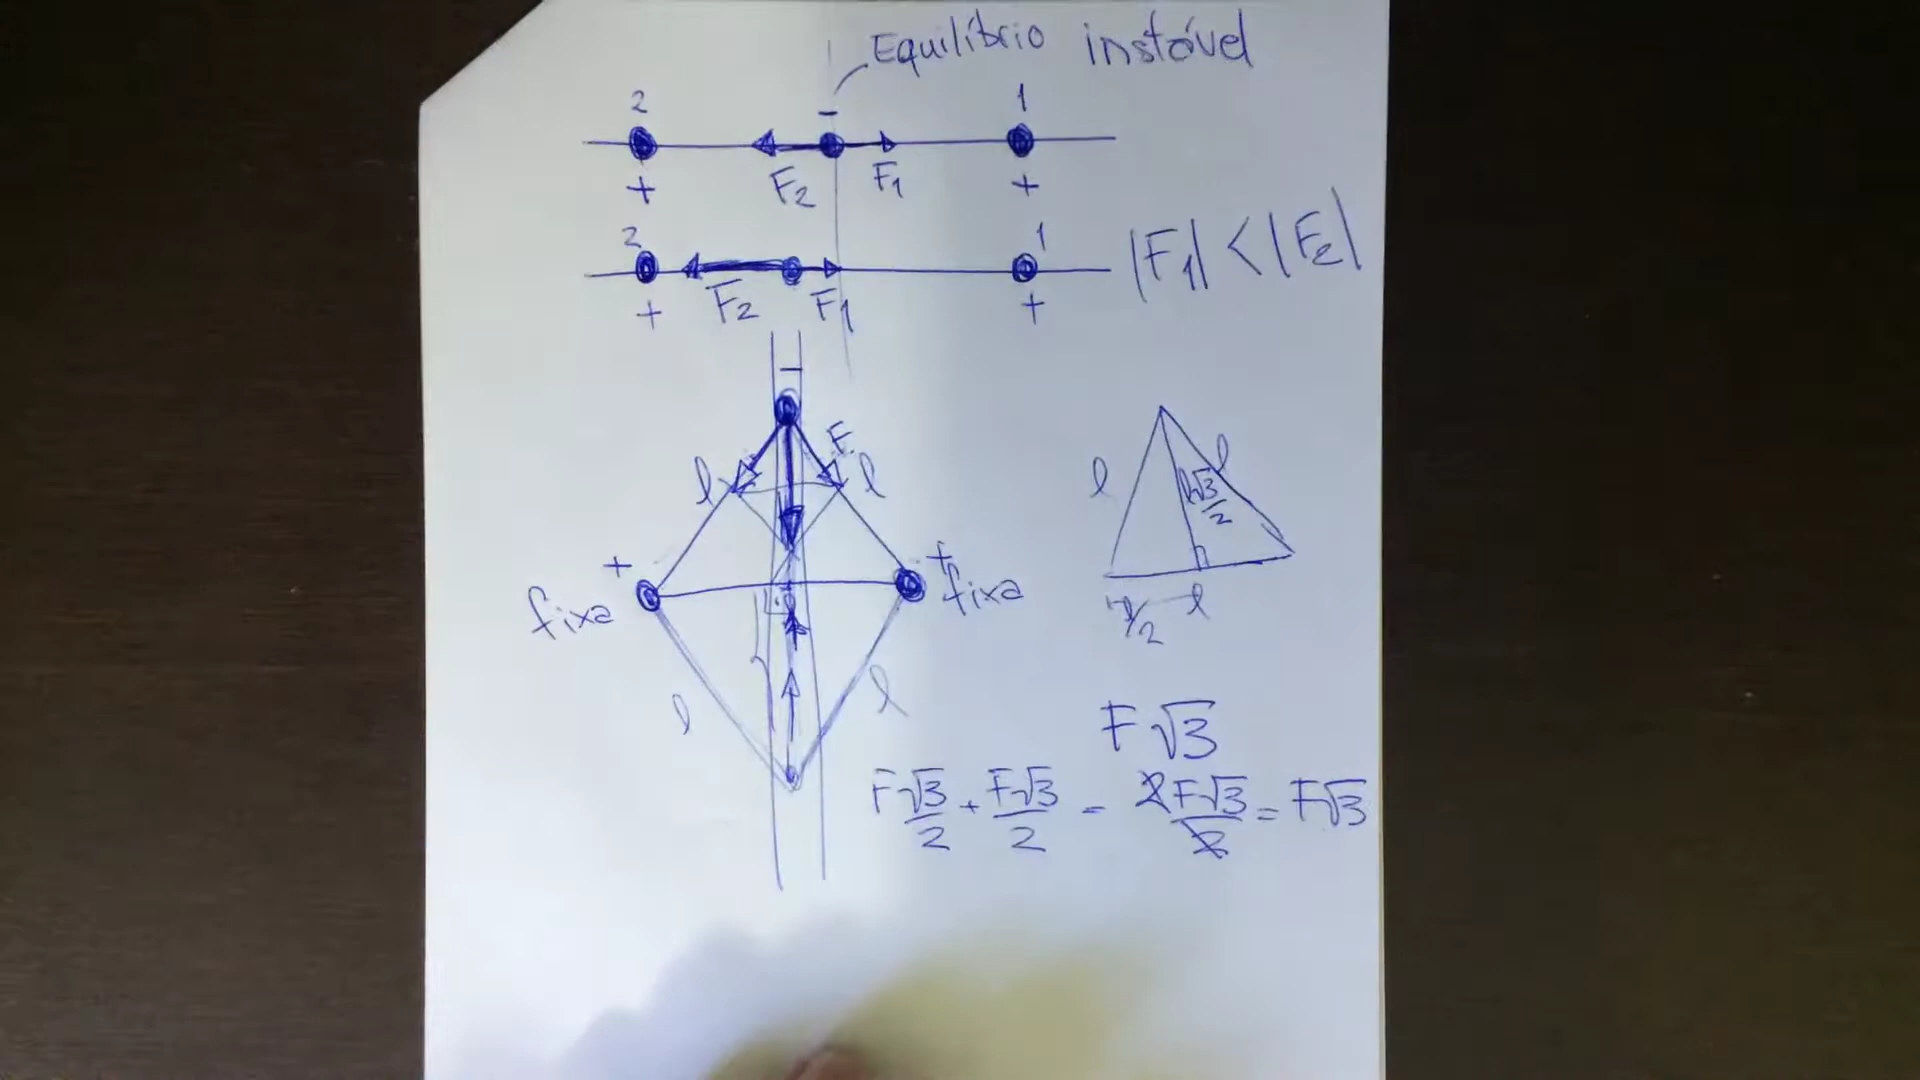 Equilíbrio instável
2 - 1
F2 F1
+ +
2 1
|F1| < |F2|
F2 F1
+ +
-
F
l l
l l
l√3/2
+ +
fixa fixa
l/2 l
l l
F√3
F√3/2 + F√3/2 = 2F√3/2 = F√3